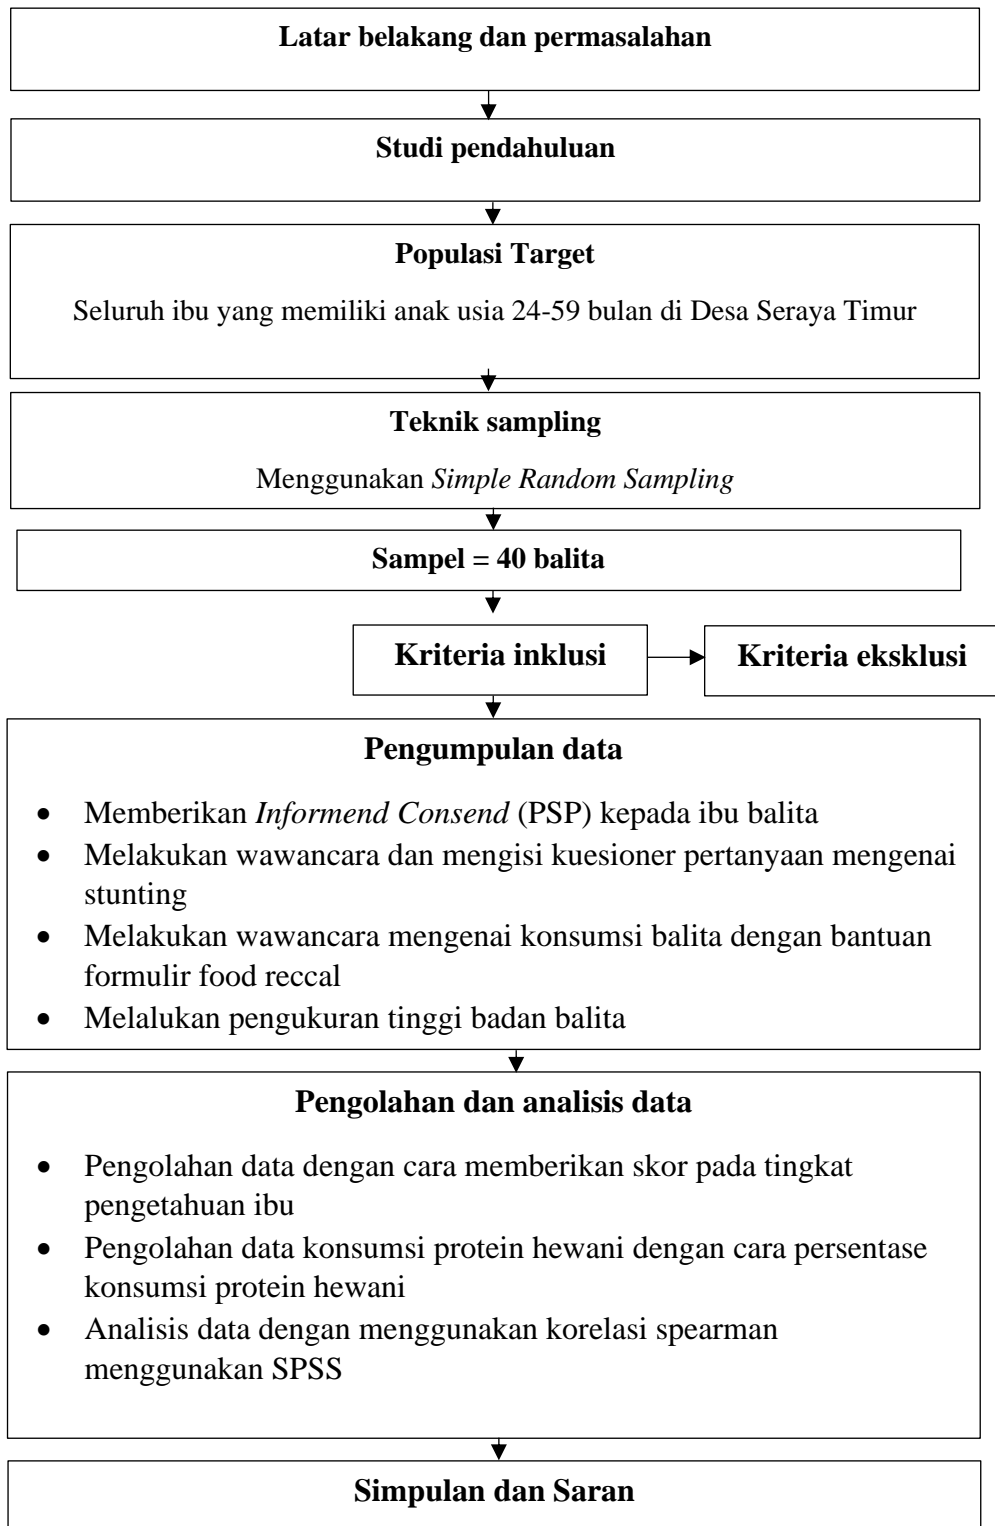 Latar belakang dan permasalahan
Studi pendahuluan
Populasi Target
Seluruh ibu yang memiliki anak usia 24-59 bulan di Desa Seraya Timur
Teknik sampling
Menggunakan Simple Random Sampling
Sampel = 40 balita
Kriteria inklusi
Kriteria eksklusi
Pengumpulan data
• Memberikan Informend Consend (PSP) kepada ibu balita
• Melakukan wawancara dan mengisi kuesioner pertanyaan mengenai
stunting
• Melakukan wawancara mengenai konsumsi balita dengan bantuan
formulir food reccal
• Melalukan pengukuran tinggi badan balita
Pengolahan dan analisis data
• Pengolahan data dengan cara memberikan skor pada tingkat
pengetahuan ibu
• Pengolahan data konsumsi protein hewani dengan cara persentase
konsumsi protein hewani
• Analisis data dengan menggunakan korelasi spearman
menggunakan SPSS
Simpulan dan Saran